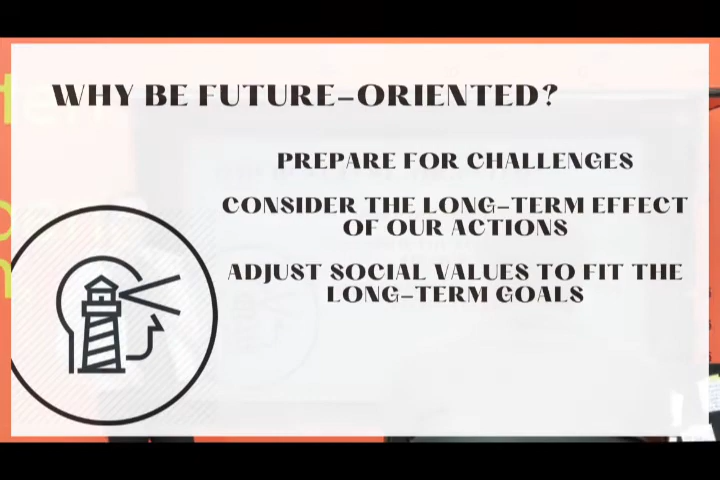 WHY BE FUTURE-ORIENTED?
PREPARE FOR CHALLENGES
CONSIDER THE LONG-TERM EFFECT
OF OUR ACTIONS
ADJUST SOCIAL VALUES TO FIT THE
LONG-TERM GOALS